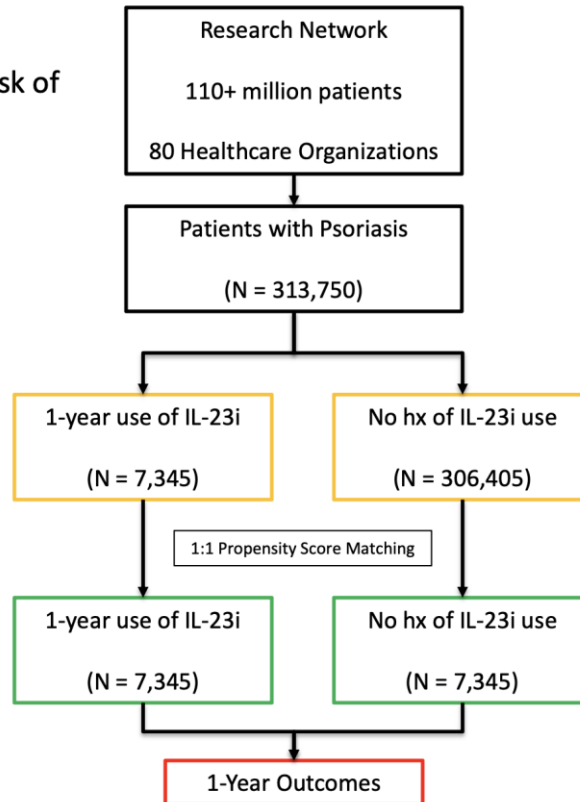 sk of
Research Network
110+ million patients
80 Healthcare Organizations
Patients with Psoriasis
(N = 313,750)
1-year use of IL-23i
(N = 7,345)
No hx of IL-23i use
(N = 306,405)
1:1 Propensity Score Matching
1-year use of IL-23i
(N = 7,345)
No hx of IL-23i use
(N = 7,345)
1-Year Outcomes